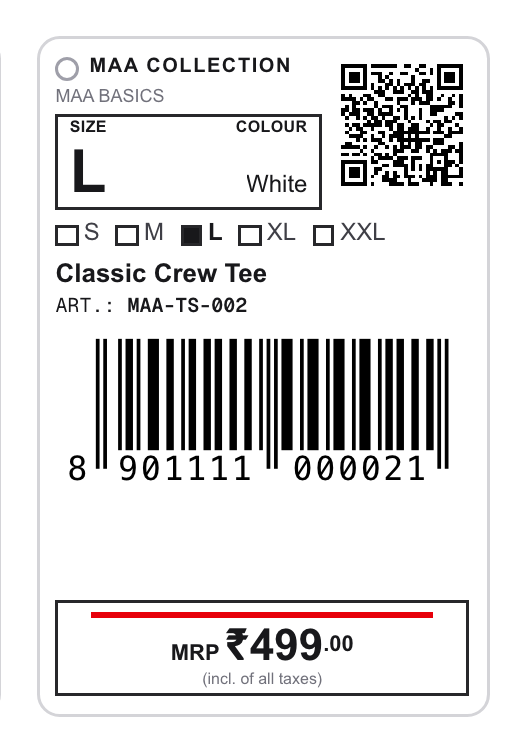 MAA COLLECTION
MAA BASICS
SIZE COLOUR
L White
S M L XL XXL
Classic Crew Tee
ART.: MAA-TS-002
8 901111 000021
MRP ₹499.00
(incl. of all taxes)